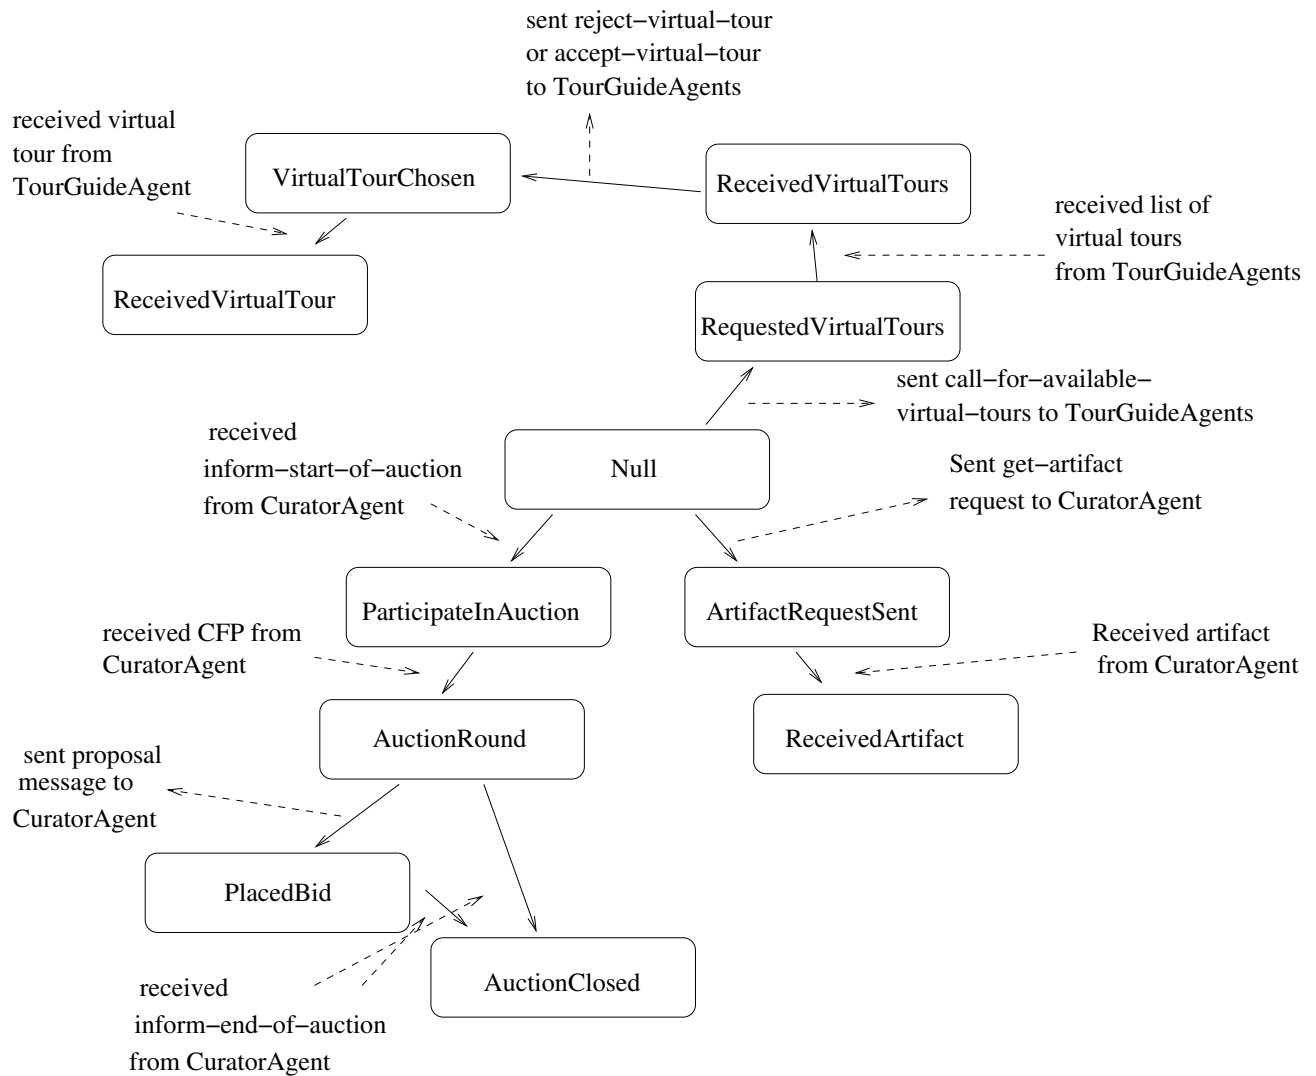 sent reject−virtual−tour
or accept−virtual−tour
to TourGuideAgents
received virtual
tour from
TourGuideAgent
VirtualTourChosen
ReceivedVirtualTours
received list of
virtual tours
from TourGuideAgents
ReceivedVirtualTour
RequestedVirtualTours
sent call−for−available−
virtual−tours to TourGuideAgents
received
inform−start−of−auction
from CuratorAgent
Null
Sent get−artifact
request to CuratorAgent
ParticipateInAuction
ArtifactRequestSent
received CFP from
CuratorAgent
Received artifact
from CuratorAgent
AuctionRound
ReceivedArtifact
sent proposal
message to
CuratorAgent
PlacedBid
AuctionClosed
received
inform−end−of−auction
from CuratorAgent